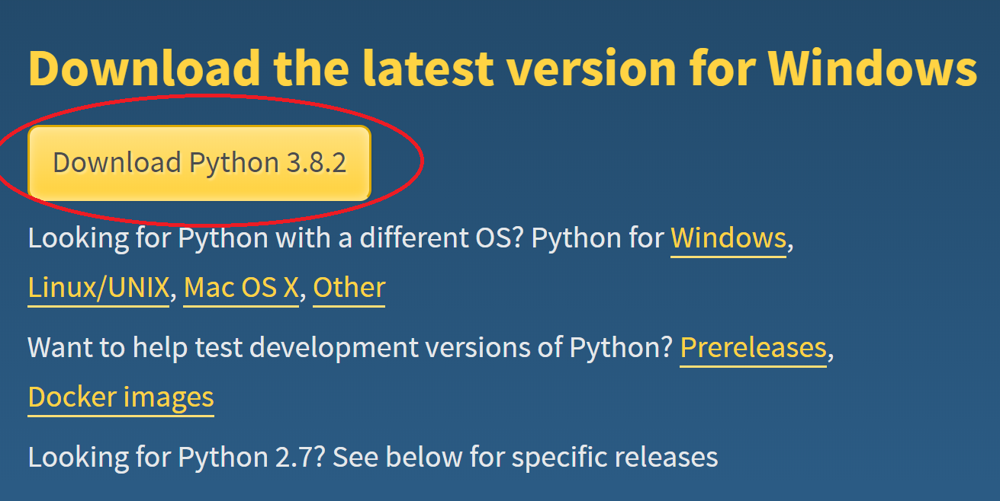 Download the latest version for Windows
Download Python 3.8.2
Looking for Python with a different OS? Python for Windows,
Linux/UNIX, Mac OS X, Other
Want to help test development versions of Python? Prereleases,
Docker images
Looking for Python 2.7? See below for specific releases